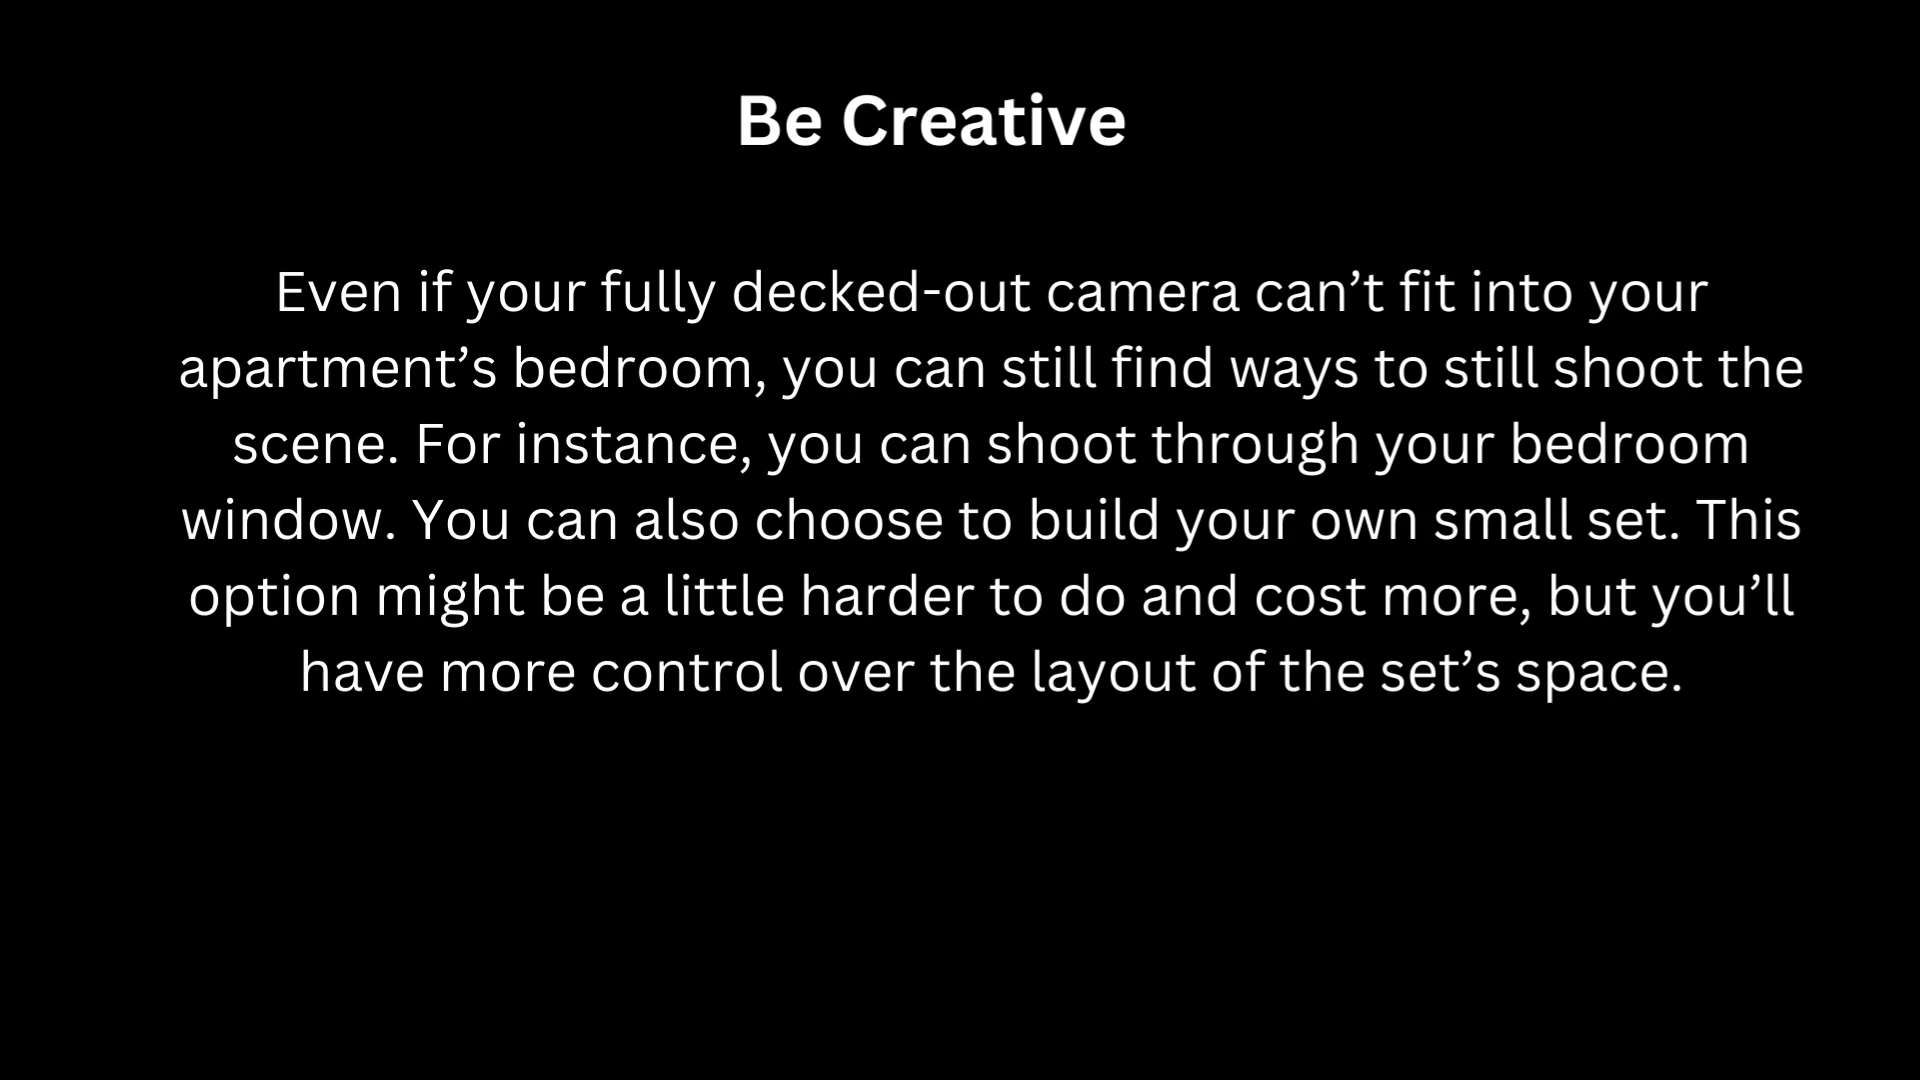 Be Creative
Even if your fully decked-out camera can’t fit into your
apartment’s bedroom, you can still find ways to still shoot the
scene. For instance, you can shoot through your bedroom
window. You can also choose to build your own small set. This
option might be a little harder to do and cost more, but you’ll
have more control over the layout of the set’s space.